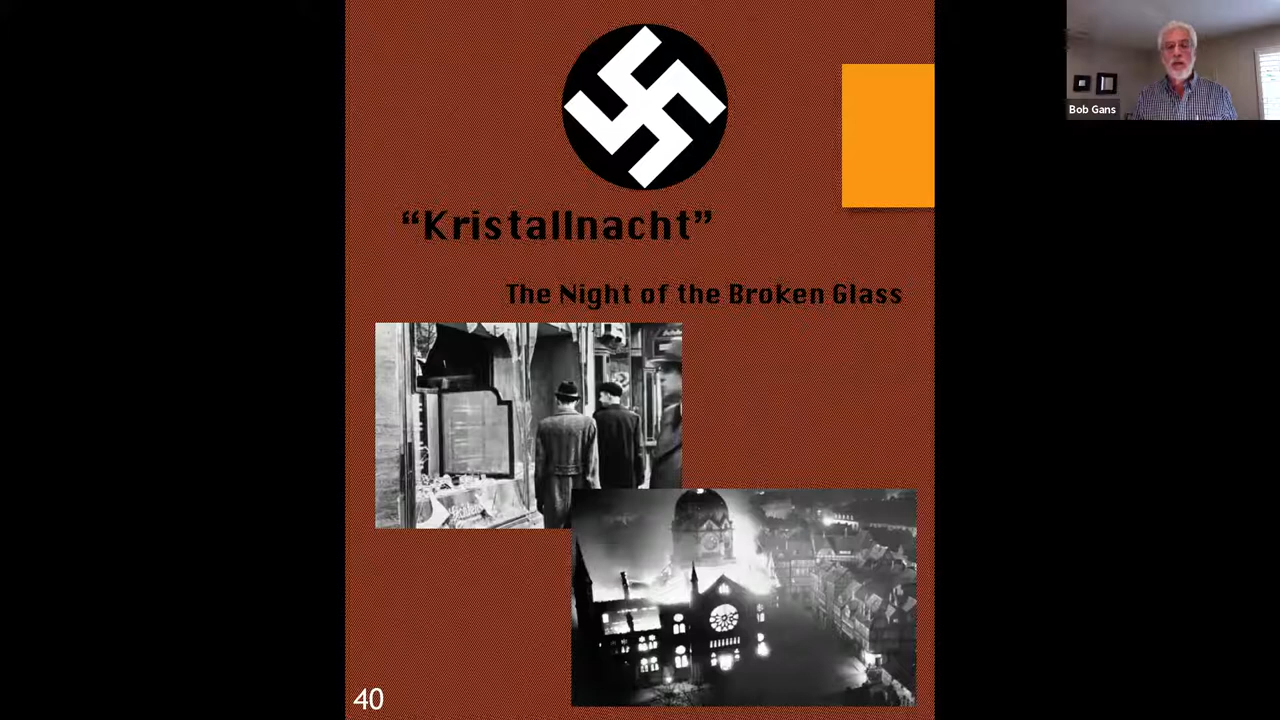 “Kristallnacht”
The Night of the Broken Glass
40
Bob Gans